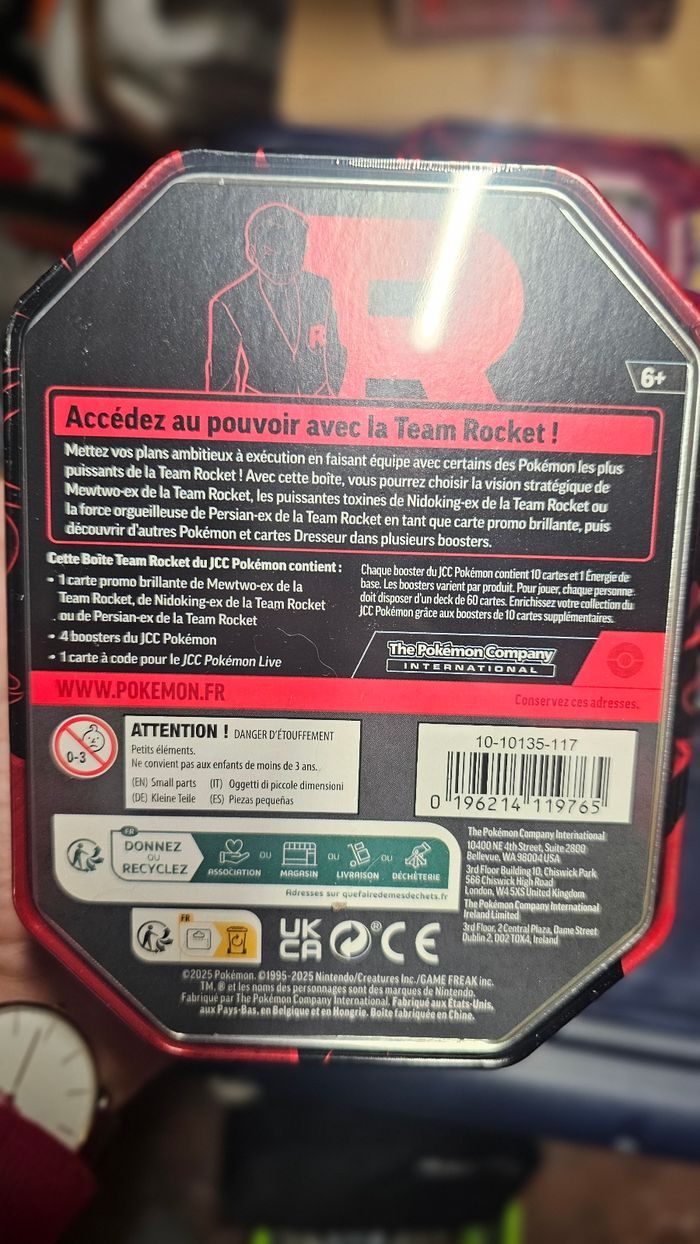 R
6+
Accédez au pouvoir avec la Team Rocket !
Mettez vos plans ambitieux à exécution en faisant équipe avec certains des Pokémon les plus
puissants de la Team Rocket ! Avec cette boîte, vous pourrez choisir la vision stratégique de
Mewtwo-ex de la Team Rocket, les puissantes toxines de Nidoking-ex de la Team Rocket ou
la force orgueilleuse de Persian-ex de la Team Rocket en tant que carte promo brillante, puis
découvrir d'autres Pokémon et cartes Dresseur dans plusieurs boosters.
Cette Boîte Team Rocket du JCC Pokémon contient :
• 1 carte promo brillante de Mewtwo-ex de la
Team Rocket, de Nidoking-ex de la Team Rocket
ou de Persian-ex de la Team Rocket
• 4 boosters du JCC Pokémon
• 1 carte à code pour le JCC Pokémon Live
Chaque booster du JCC Pokémon contient 10 cartes et 1 Énergie de
base. Les boosters varient par produit. Pour jouer, chaque personne
doit disposer d'un deck de 60 cartes. Enrichissez votre collection du
JCC Pokémon grâce aux boosters de 10 cartes supplémentaires.
The Pokémon Company
INTERNATIONAL
WWW.POKEMON.FR
Conservez ces adresses.
0-3
ATTENTION ! DANGER D'ÉTOUFFEMENT
Petits éléments.
Ne convient pas aux enfants de moins de 3 ans.
(EN) Small parts (IT) Oggetti di piccole dimensioni
(DE) Kleine Teile (ES) Piezas pequeñas
10-10135-117
0 196214 119765
FR
DONNEZ
OU
RECYCLEZ
ASSOCIATION
OU
MAGASIN
OU
LIVRAISON
OU
DÉCHÈTERIE
Adresses sur quefairedemesdechets.fr
The Pokémon Company International
10400 NE 4th Street, Suite 2800
Bellevue, WA 98004 USA
3rd Floor Building 10, Chiswick Park
566 Chiswick High Road
London, W4 5XS United Kingdom
The Pokémon Company International
Ireland Limited
3rd Floor, 2 Central Plaza, Dame Street
Dublin 2, D02 T0X4, Ireland
FR
UK
CA
®
CE
©2025 Pokémon. ©1995-2025 Nintendo/Creatures Inc./GAME FREAK inc.
TM, ® et les noms des personnages sont des marques de Nintendo.
Fabriqué par The Pokémon Company International. Fabriqué aux États-Unis,
aux Pays-Bas, en Belgique et en Hongrie. Boîte fabriquée en Chine.